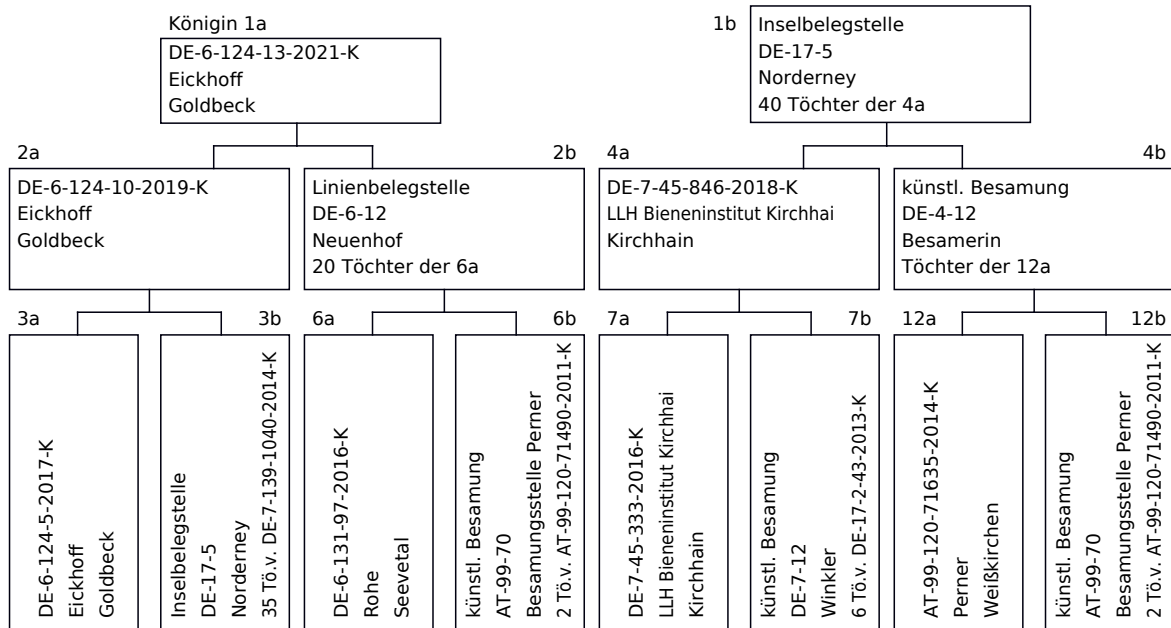 Königin 1a
DE-6-124-13-2021-K
Eickhoff
Goldbeck
1b
Inselbelegstelle
DE-17-5
Norderney
40 Töchter der 4a
2a
DE-6-124-10-2019-K
Eickhoff
Goldbeck
2b
Linienbelegstelle
DE-6-12
Neuenhof
20 Töchter der 6a
4a
DE-7-45-846-2018-K
LLH Bieneninstitut Kirchhai
Kirchhain
4b
künstl. Besamung
DE-4-12
Besamerin
Töchter der 12a
3a
DE-6-124-5-2017-K
Eickhoff
Goldbeck
3b
Inselbelegstelle
DE-17-5
Norderney
35 Tö.v. DE-7-139-1040-2014-K
6a
DE-6-131-97-2016-K
Rohe
Seevetal
6b
künstl. Besamung
AT-99-70
Besamungsstelle Perner
2 Tö.v. AT-99-120-71490-2011-K
7a
DE-7-45-333-2016-K
LLH Bieneninstitut Kirchhai
Kirchhain
7b
künstl. Besamung
DE-7-12
Winkler
6 Tö.v. DE-17-2-43-2013-K
12a
AT-99-120-71635-2014-K
Perner
Weißkirchen
12b
künstl. Besamung
AT-99-70
Besamungsstelle Perner
2 Tö.v. AT-99-120-71490-2011-K